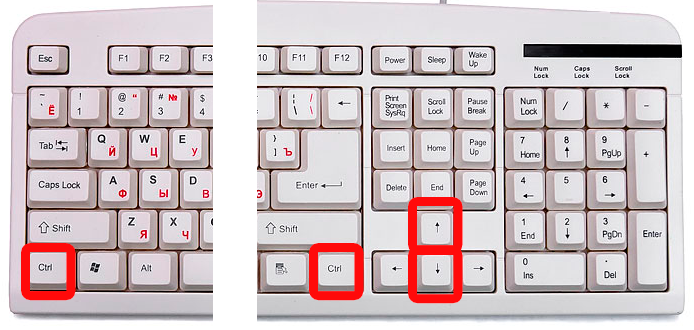 Esc F1 F2 F3 10 F11 F12 Power Sleep Wake Up
Num Lock Caps Lock Scroll Lock
~ ` Ё ! 1 @ " 2 # № 3 $ 4 | \ / ← Print Screen SysRq Scroll Lock Pause Break Num Lock / * -
Tab Q Й W Ц E У } ] Ъ Enter Insert Home Page Up 7 Home 8 ↑ 9 PgUp +
Caps Lock A Ф S Ы D В Э Delete End Page Down 4 ← 5 6 →
⇧ Shift Z Я X Ч ⇧ Shift ↑ 1 End 2 ↓ 3 PgDn Enter
Ctrl Alt Ctrl ← ↓ → 0 Ins . Del